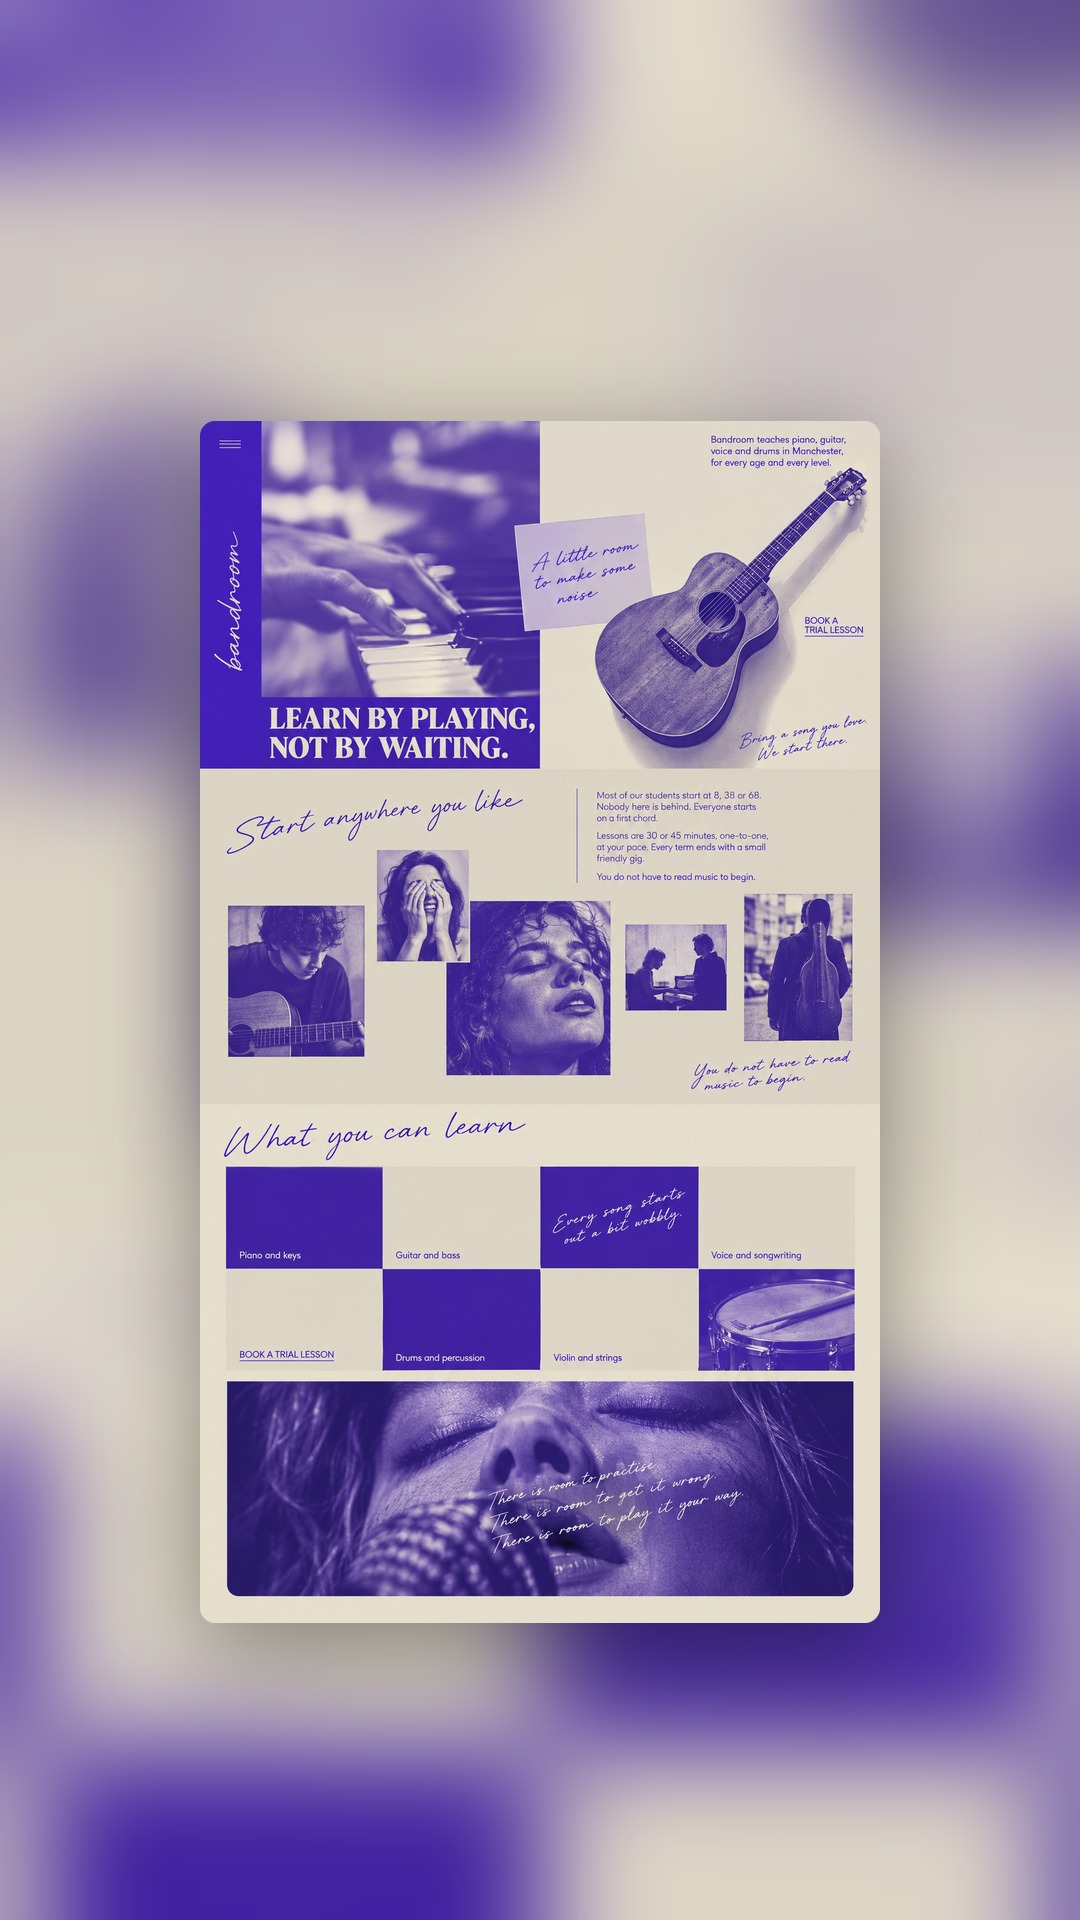 bandroom
LEARN BY PLAYING,
NOT BY WAITING.
A little room
to make some
noise
Bandroom teaches piano, guitar,
voice and drums in Manchester,
for every age and every level.
BOOK A
TRIAL LESSON
Bring a song you love.
We start there.
Start anywhere you like
Most of our students start at 8, 38 or 68.
Nobody here is behind. Everyone starts
on a first chord.
Lessons are 30 or 45 minutes, one-to-one,
at your pace. Every term ends with a small
friendly gig.
You do not have to read music to begin.
You do not have to read
music to begin.
What you can learn
Piano and keys
Guitar and bass
Every song starts
out a bit wobbly.
Voice and songwriting
BOOK A TRIAL LESSON
Drums and percussion
Violin and strings
There is room to practise.
There is room to get it wrong.
There is room to play it your way.